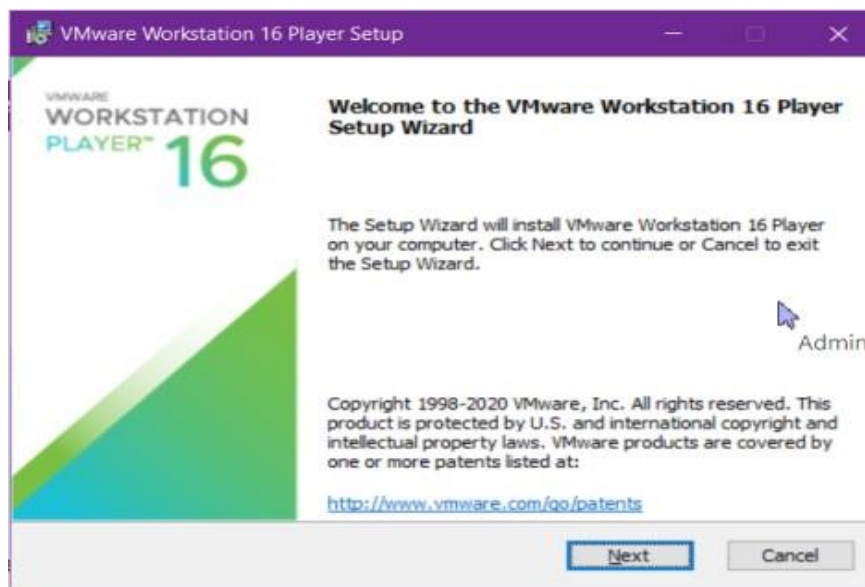 VMware Workstation 16 Player Setup
VMWARE
WORKSTATION
PLAYER™ 16
Welcome to the VMware Workstation 16 Player
Setup Wizard
The Setup Wizard will install VMware Workstation 16 Player
on your computer. Click Next to continue or Cancel to exit
the Setup Wizard.
Admin
Copyright 1998-2020 VMware, Inc. All rights reserved. This
product is protected by U.S. and international copyright and
intellectual property laws. VMware products are covered by
one or more patents listed at:
http://www.vmware.com/go/patents
Next
Cancel